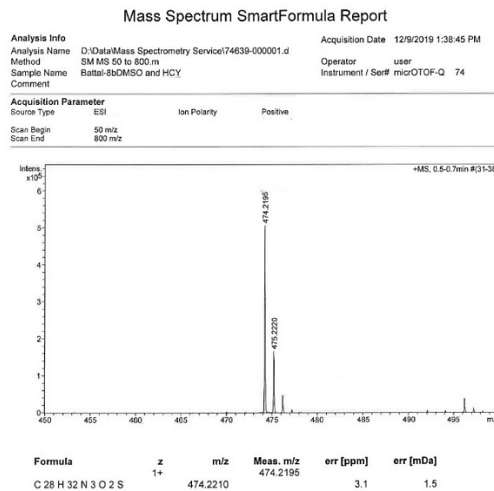 Mass Spectrum SmartFormula Report
Analysis Info Acquisition Date 12/9/2019 1:38:45 PM
Analysis Name D:\Data\Mass Spectrometry Service\74639-000001.d
Method SM MS 50 to 800.m Operator user
Sample Name Battal-8bDMSO and HCY Instrument / Ser# micrOTOF-Q 74
Comment
Acquisition Parameter
Source Type ESI Ion Polarity Positive
Scan Begin 50 m/z
Scan End 800 m/z
Intens.
x10⁵
+MS, 0.5-0.7min #(31-38
6
5
4
3
2
1
0
474.2195
475.2220
450 455 460 465 470 475 480 485 490 495
Formula z m/z Meas. m/z err [ppm] err [mDa]
1+ 474.2195
C 28 H 32 N 3 O 2 S 474.2210 3.1 1.5